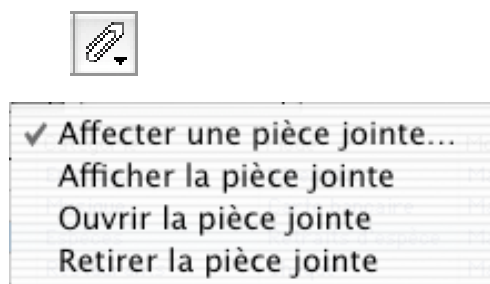 Affecter une pièce jointe...
Afficher la pièce jointe
Ouvrir la pièce jointe
Retirer la pièce jointe